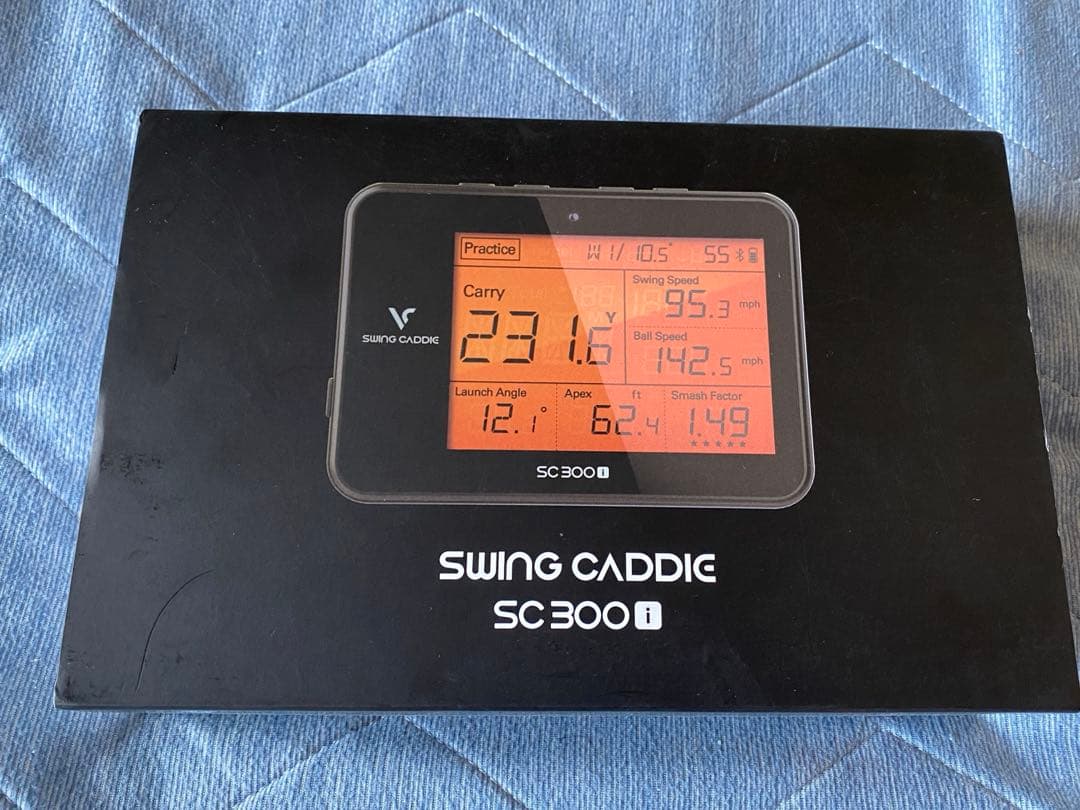 Practice W1/10.5° 55
Carry
231.6 Y
Swing Speed
95.3 mph
Ball Speed
142.5 mph
Launch Angle
12.1°
Apex ft
62.4
Smash Factor
1.49
SWING CADDIE
SC300i
SWING CADDIE
SC300i